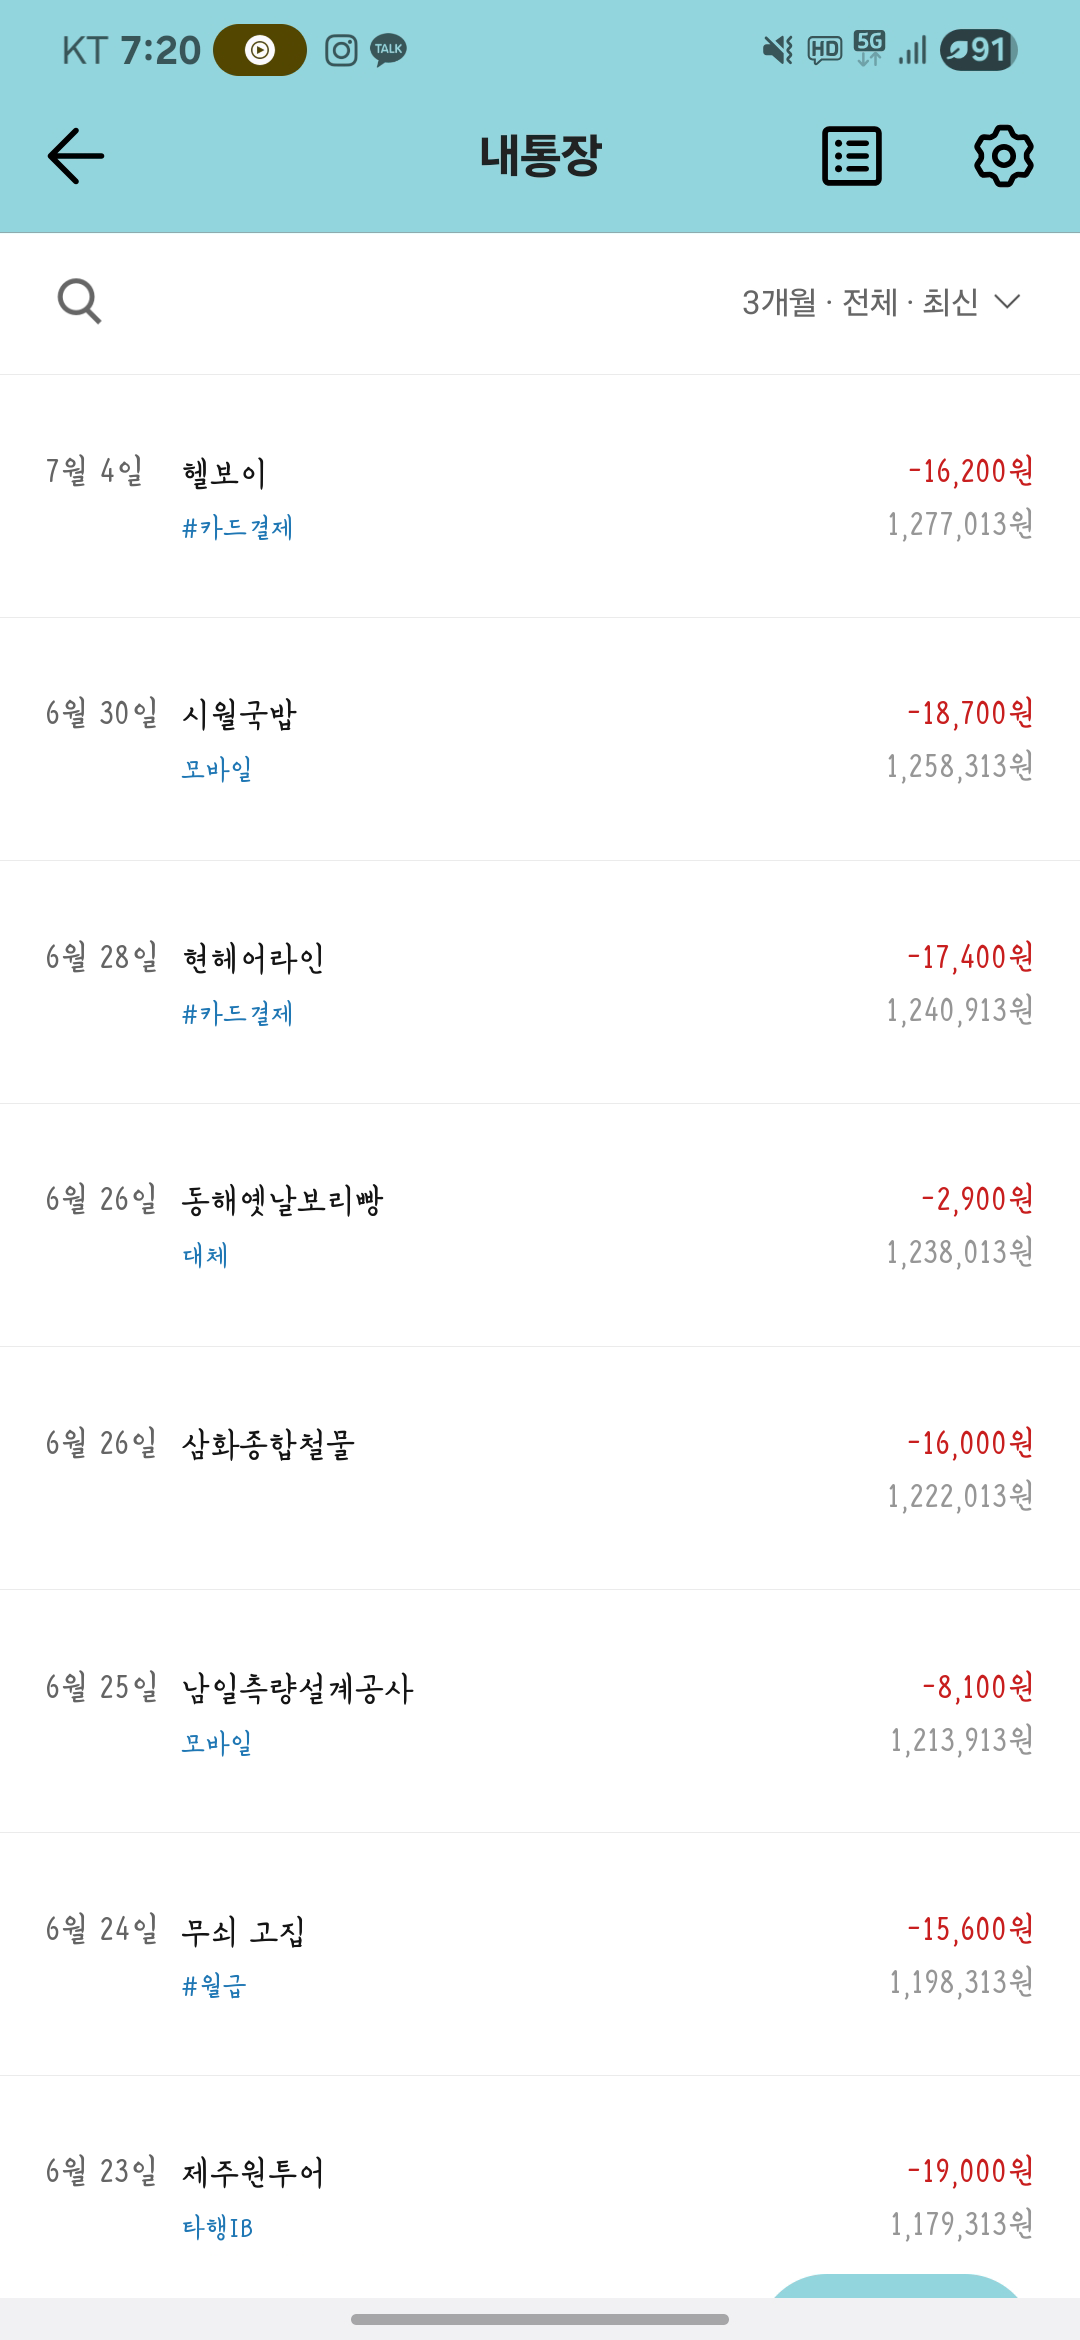 KT 7:20 TALK HD 5G 91
내통장
3개월 · 전체 · 최신
7월 4일 헬보이 -16,200원
#카드결제 1,277,013원
6월 30일 시월국밥 -18,700원
모바일 1,258,313원
6월 28일 현헤어라인 -17,400원
#카드결제 1,240,913원
6월 26일 동해옛날보리빵 -2,900원
대체 1,238,013원
6월 26일 삼화종합철물 -16,000원
1,222,013원
6월 25일 남일측량설계공사 -8,100원
모바일 1,213,913원
6월 24일 무쇠 고집 -15,600원
#월급 1,198,313원
6월 23일 제주원투어 -19,000원
타행IB 1,179,313원